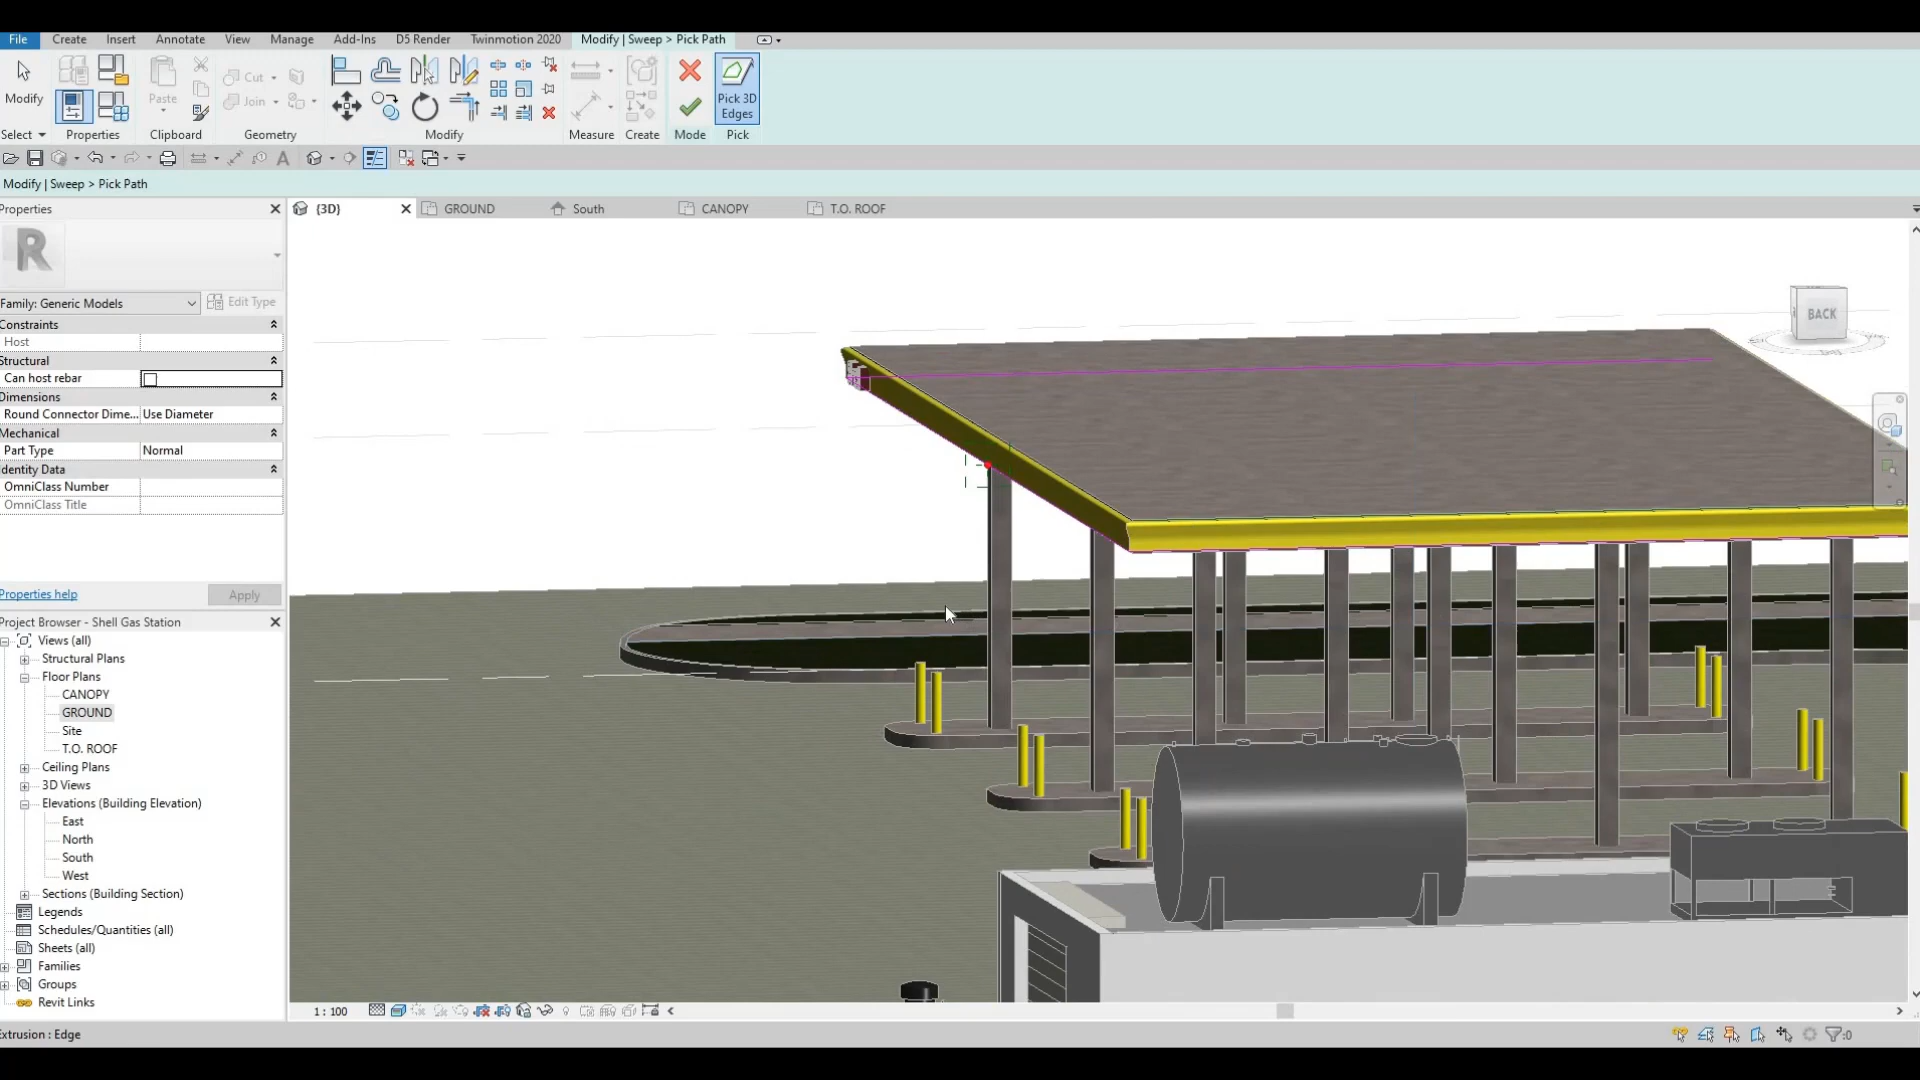 File Create Insert Annotate View Manage Add-Ins D5 Render Twinmotion 2020 Modify | Sweep > Pick Path
Modify Paste Cut Join Pick 3D Edges
Select Properties Clipboard Geometry Modify Measure Create Mode Pick
Modify | Sweep > Pick Path
Properties
{3D} GROUND South CANOPY T.O. ROOF
R
Family: Generic Models Edit Type
Constraints
Host
Structural
Can host rebar
Dimensions
Round Connector Dime... Use Diameter
Mechanical
Part Type Normal
Identity Data
OmniClass Number
OmniClass Title
BACK
Properties help Apply
Project Browser - Shell Gas Station
Views (all)
Structural Plans
Floor Plans
CANOPY
GROUND
Site
T.O. ROOF
Ceiling Plans
3D Views
Elevations (Building Elevation)
East
North
South
West
Sections (Building Section)
Legends
Schedules/Quantities (all)
Sheets (all)
Families
Groups
Revit Links
1 : 100
Extrusion : Edge
:0